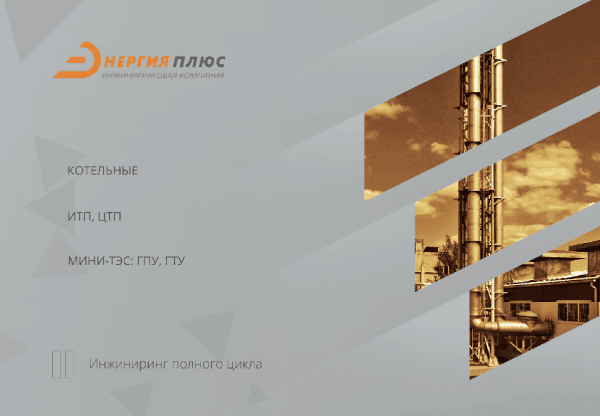 ЭНЕРГИЯ ПЛЮС
ИНЖИНИРИНГОВАЯ КОМПАНИЯ
КОТЕЛЬНЫЕ
ИТП, ЦТП
МИНИ-ТЭС: ГПУ, ГТУ
Инжиниринг полного цикла